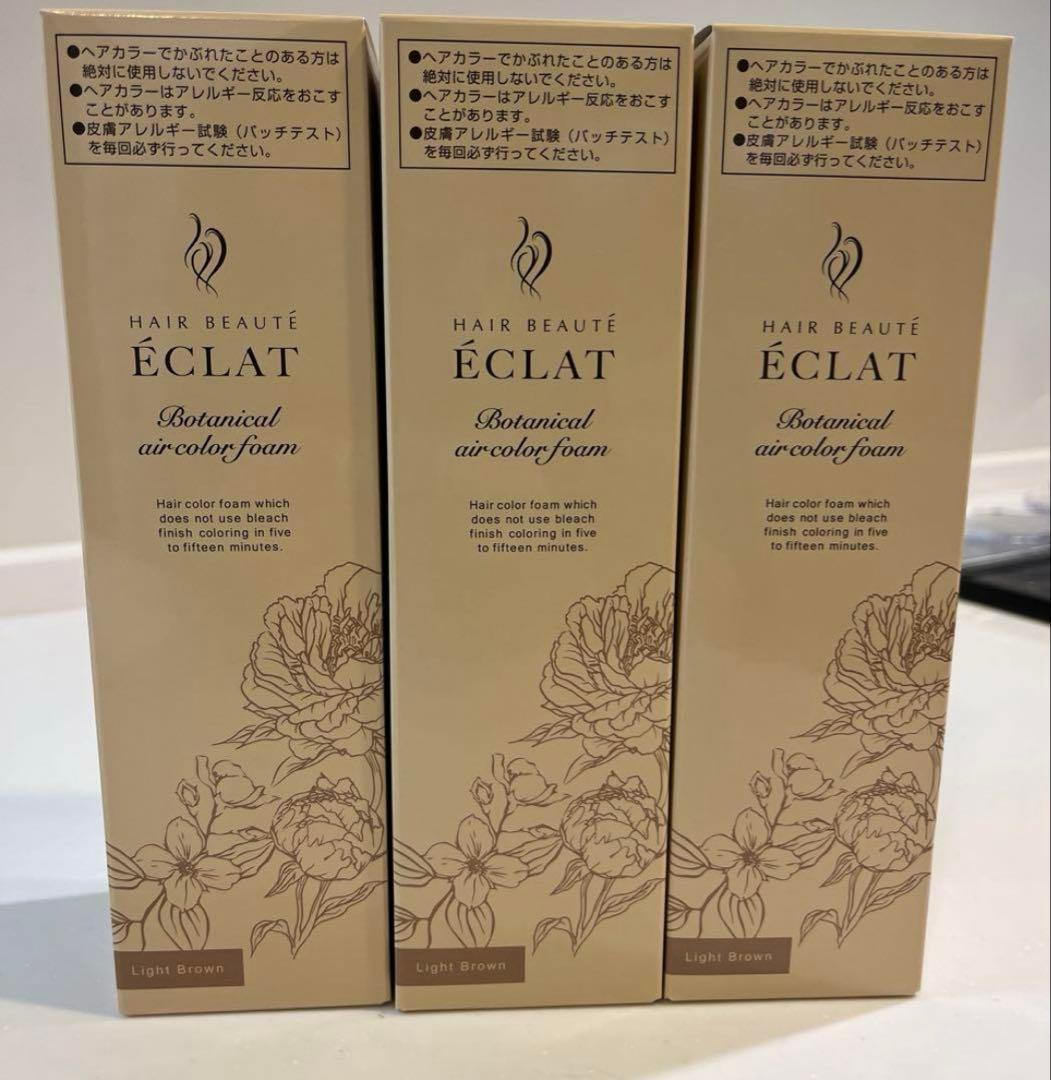 ●ヘアカラーでかぶれたことのある方は
絶対に使用しないでください。
●ヘアカラーはアレルギー反応をおこす
ことがあります。
●皮膚アレルギー試験（パッチテスト）
を毎回必ず行ってください。
HAIR BEAUTÉ
ÉCLAT
Botanical
air color foam
Hair color foam which
does not use bleach
finish coloring in five
to fifteen minutes.
Light Brown
●ヘアカラーでかぶれたことのある方は
絶対に使用しないでください。
●ヘアカラーはアレルギー反応をおこす
ことがあります。
●皮膚アレルギー試験（パッチテスト）
を毎回必ず行ってください。
HAIR BEAUTÉ
ÉCLAT
Botanical
air color foam
Hair color foam which
does not use bleach
finish coloring in five
to fifteen minutes.
Light Brown
●ヘアカラーでかぶれたことのある方は
絶対に使用しないでください。
●ヘアカラーはアレルギー反応をおこす
ことがあります。
●皮膚アレルギー試験（パッチテスト）
を毎回必ず行ってください。
HAIR BEAUTÉ
ÉCLAT
Botanical
air color foam
Hair color foam which
does not use bleach
finish coloring in five
to fifteen minutes.
Light Brown